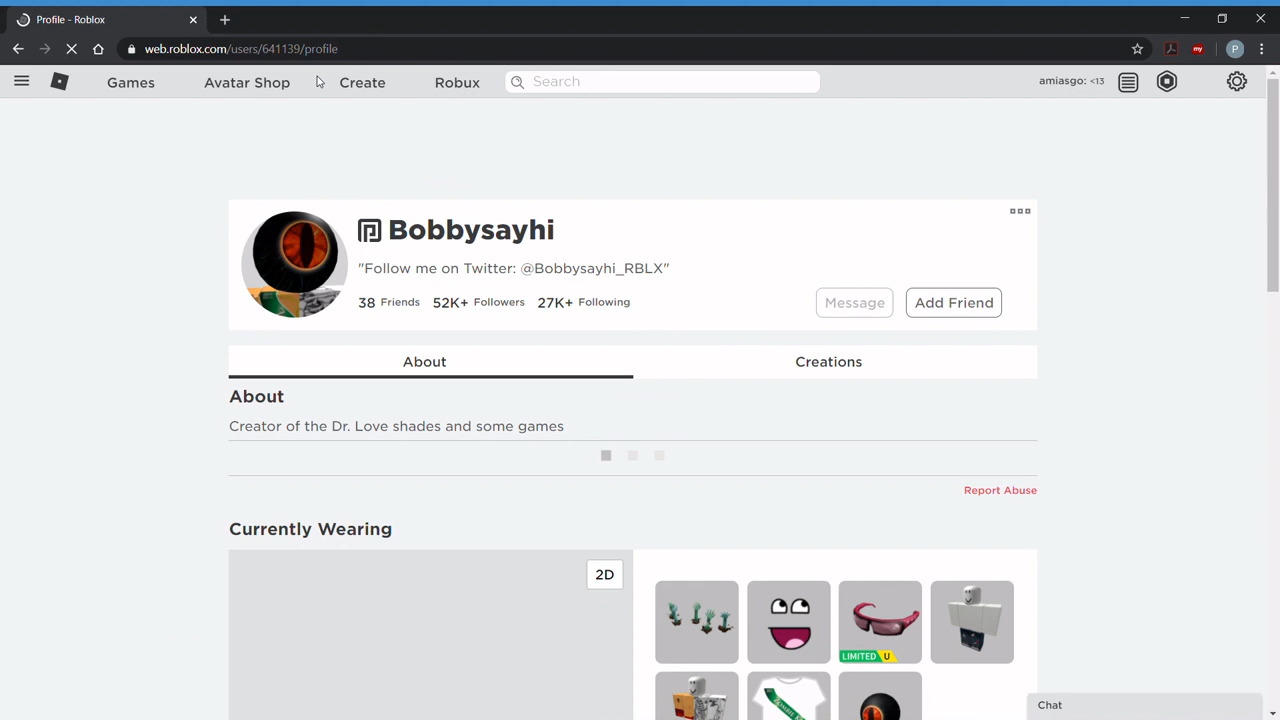 Profile - Roblox
web.roblox.com/users/641139/profile
P
Games Avatar Shop Create Robux Search amiasgo: <13
Bobbysayhi
"Follow me on Twitter: @Bobbysayhi_RBLX"
38 Friends 52K+ Followers 27K+ Following Message Add Friend
About Creations
About
Creator of the Dr. Love shades and some games
Report Abuse
Currently Wearing
2D
LIMITED U
Chat